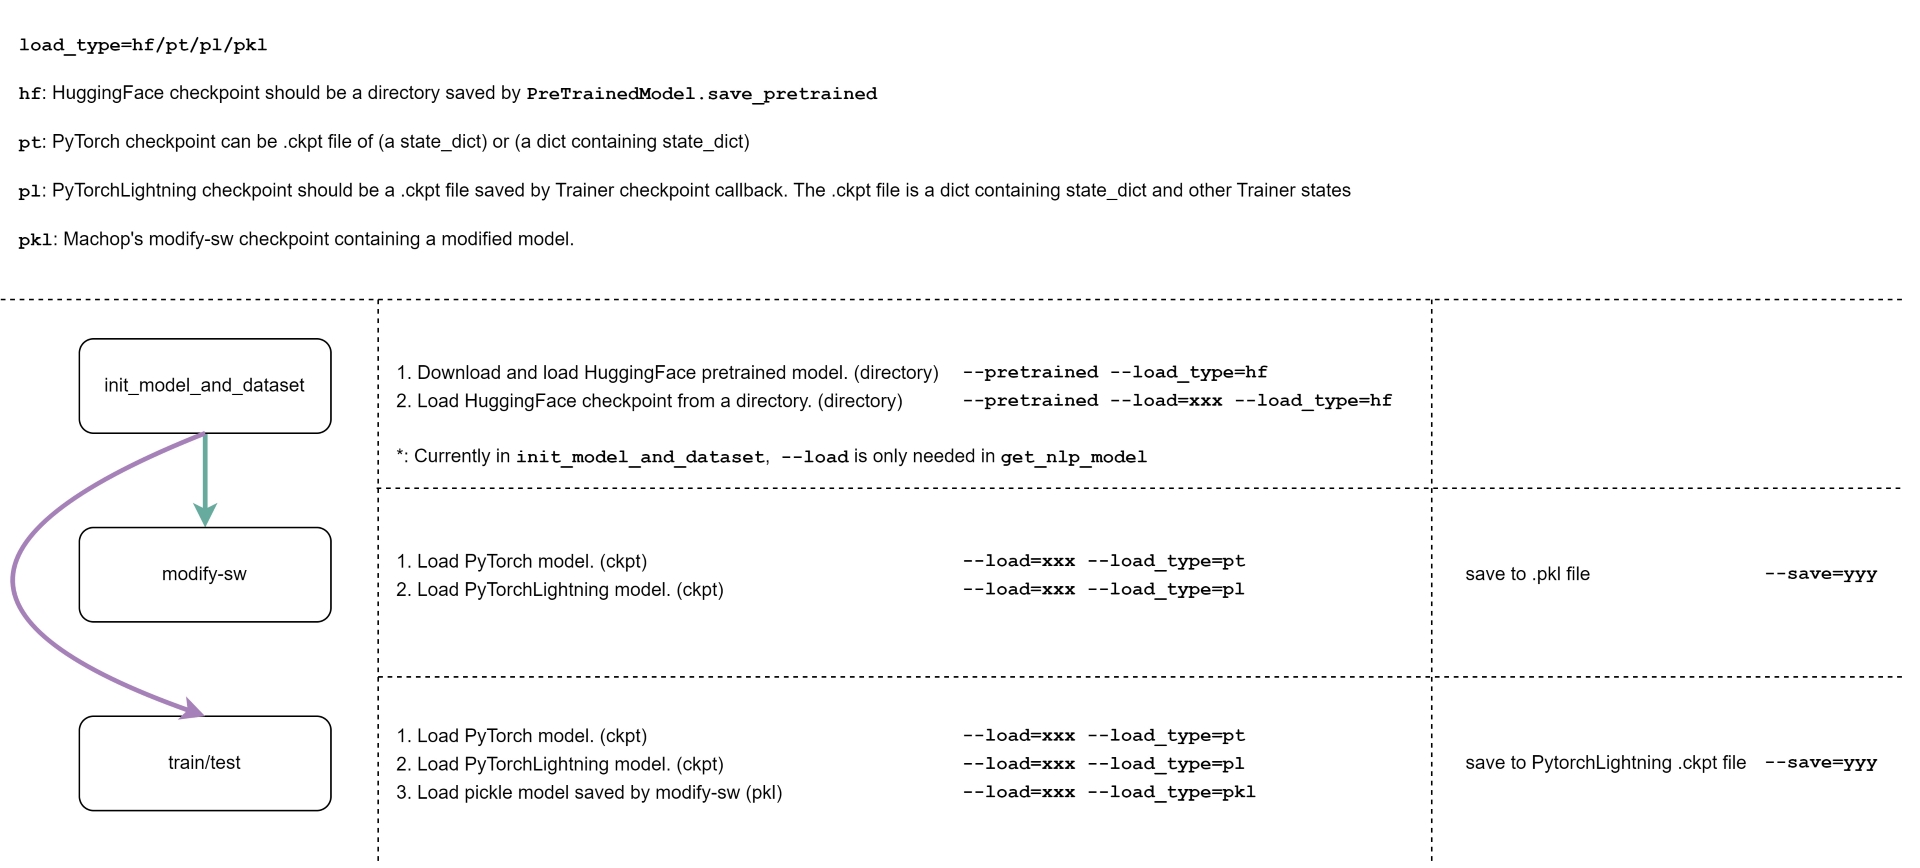 load_type=hf/pt/pl/pkl
hf: HuggingFace checkpoint should be a directory saved by PreTrainedModel.save_pretrained
pt: PyTorch checkpoint can be .ckpt file of (a state_dict) or (a dict containing state_dict)
pl: PyTorchLightning checkpoint should be a .ckpt file saved by Trainer checkpoint callback. The .ckpt file is a dict containing state_dict and other Trainer states
pkl: Machop's modify-sw checkpoint containing a modified model.
init_model_and_dataset
1. Download and load HuggingFace pretrained model. (directory) --pretrained --load_type=hf
2. Load HuggingFace checkpoint from a directory. (directory) --pretrained --load=xxx --load_type=hf
*: Currently in init_model_and_dataset, --load is only needed in get_nlp_model
modify-sw
1. Load PyTorch model. (ckpt) --load=xxx --load_type=pt
2. Load PyTorchLightning model. (ckpt) --load=xxx --load_type=pl
save to .pkl file --save=yyy
train/test
1. Load PyTorch model. (ckpt) --load=xxx --load_type=pt
2. Load PyTorchLightning model. (ckpt) --load=xxx --load_type=pl
3. Load pickle model saved by modify-sw (pkl) --load=xxx --load_type=pkl
save to PytorchLightning .ckpt file --save=yyy